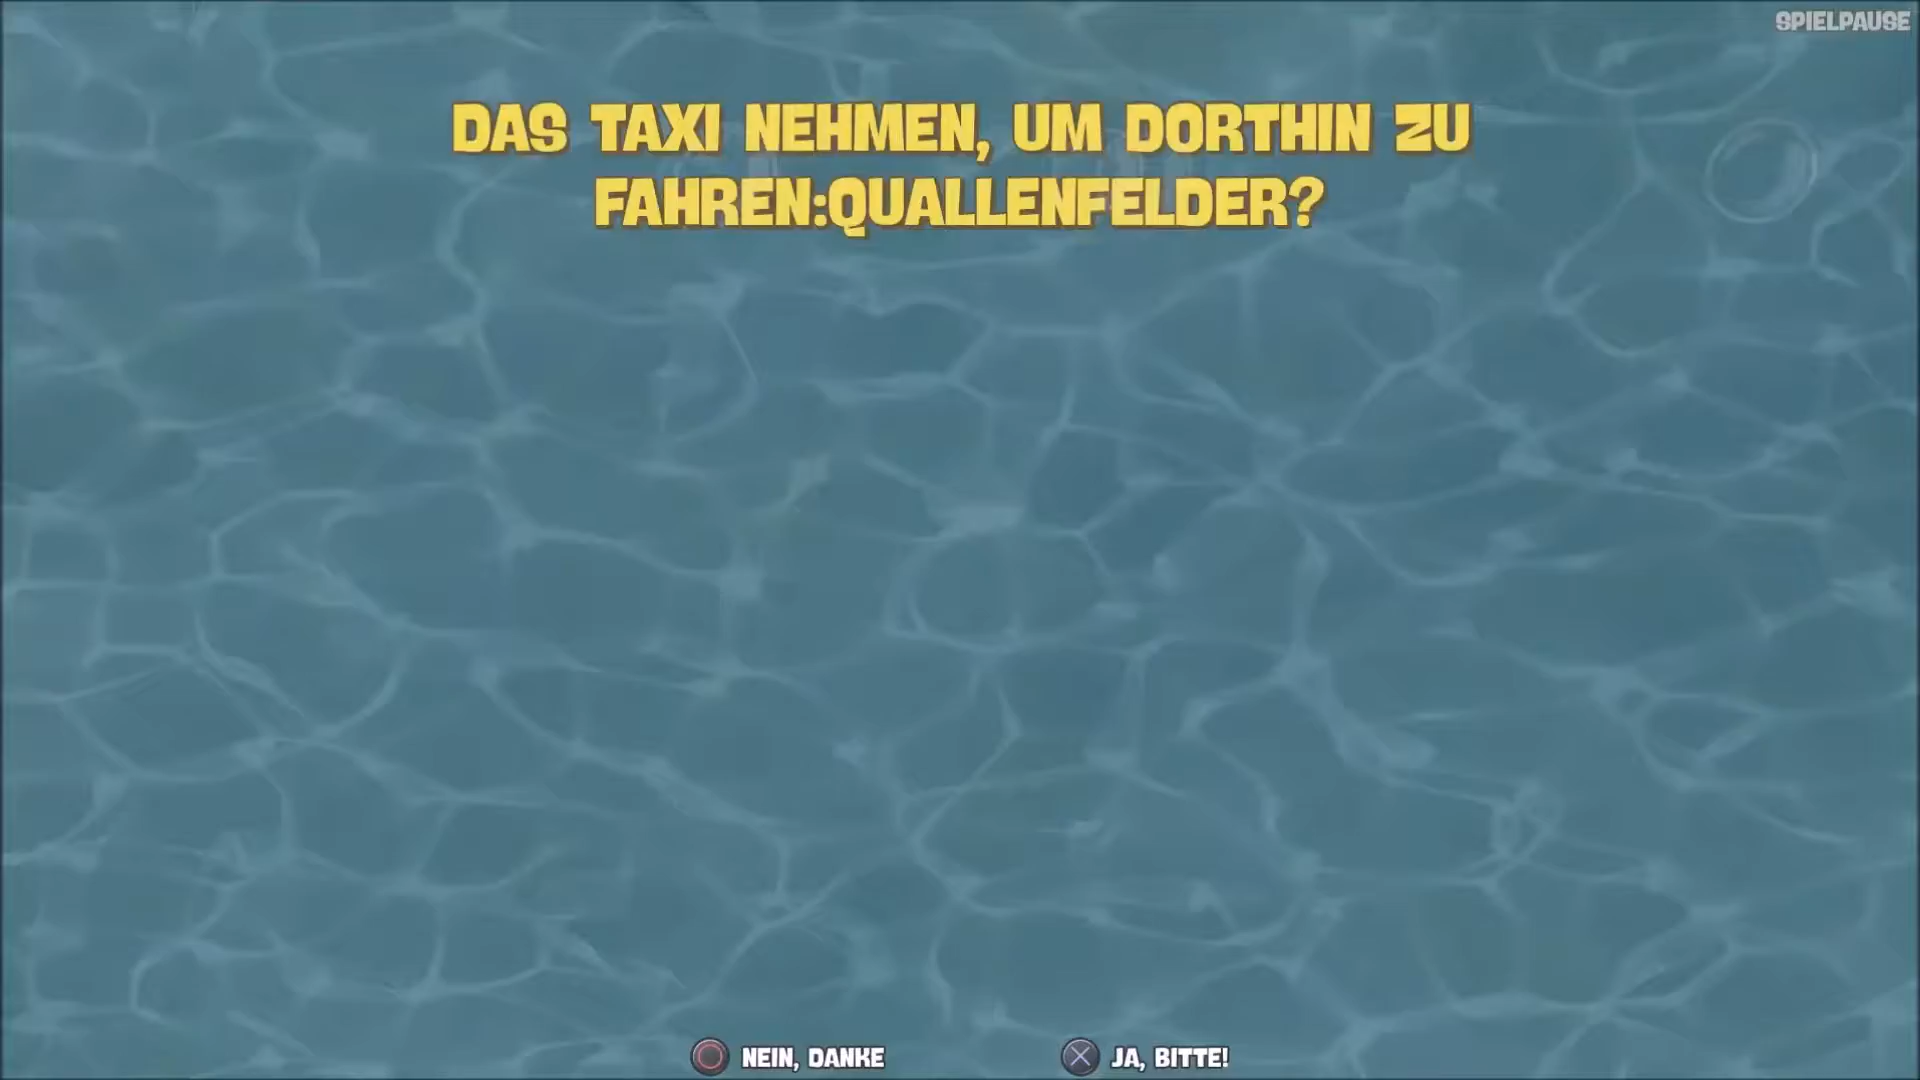 SPIELPAUSE
DAS TAXI NEHMEN, UM DORTHIN ZU
FAHREN:QUALLENFELDER?
NEIN, DANKE
JA, BITTE!